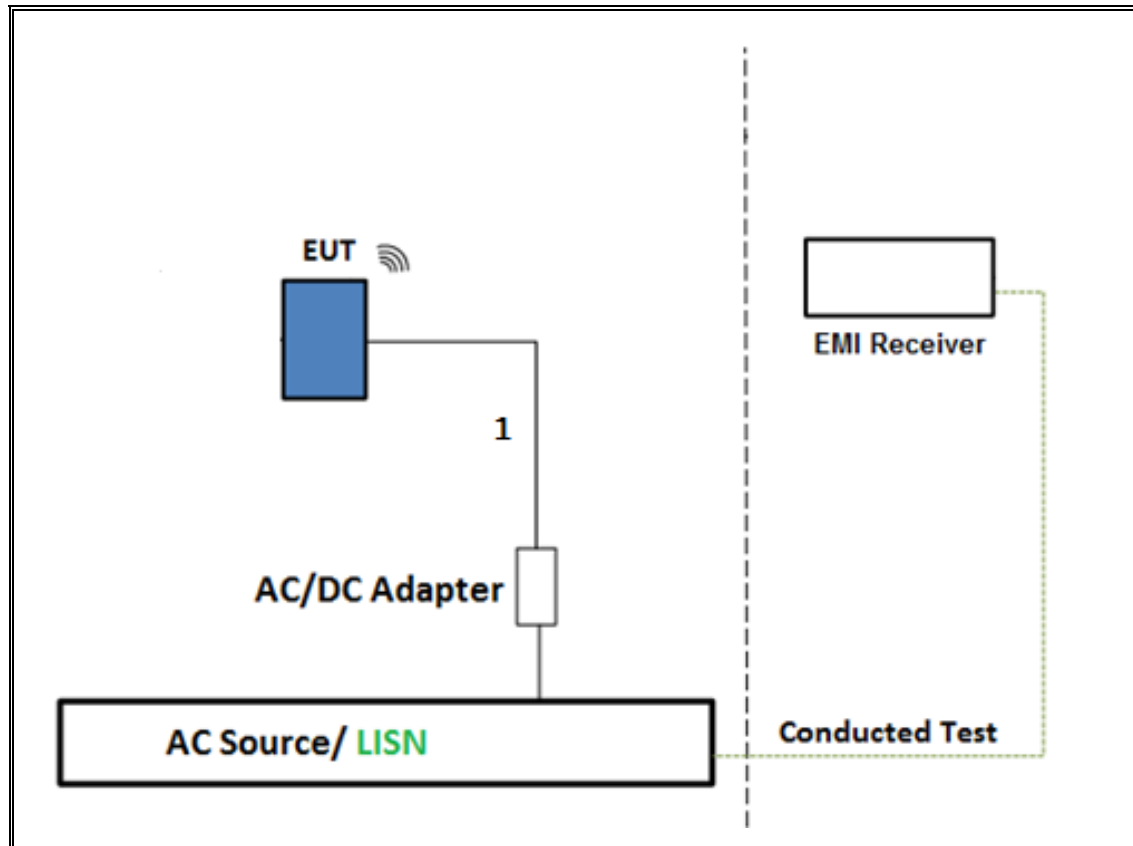 EUT
EMI Receiver
1
AC/DC Adapter
AC Source/ LISN
Conducted Test